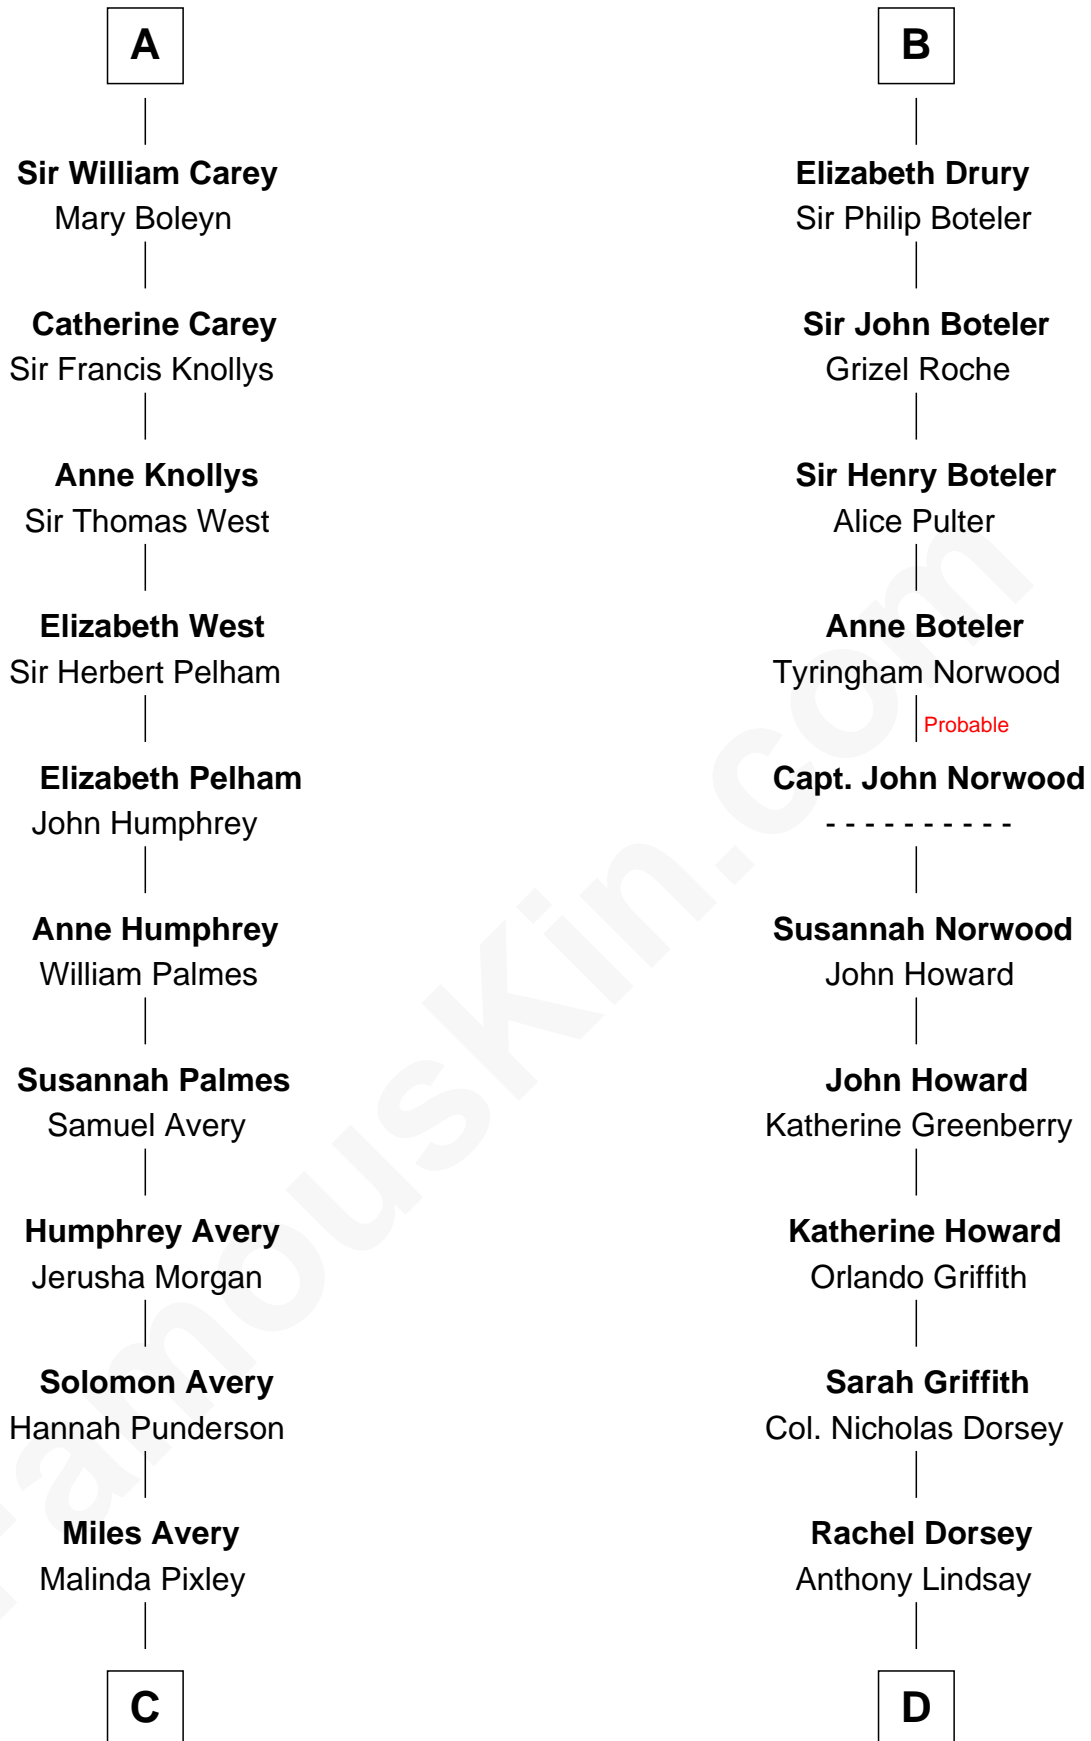 A
Sir William Carey
Mary Boleyn
Catherine Carey
Sir Francis Knollys
Anne Knollys
Sir Thomas West
Elizabeth West
Sir Herbert Pelham
Elizabeth Pelham
John Humphrey
Anne Humphrey
William Palmes
Susannah Palmes
Samuel Avery
Humphrey Avery
Jerusha Morgan
Solomon Avery
Hannah Punderson
Miles Avery
Malinda Pixley
C
B
Elizabeth Drury
Sir Philip Boteler
Sir John Boteler
Grizel Roche
Sir Henry Boteler
Alice Pulter
Anne Boteler
Tyringham Norwood
Probable
Capt. John Norwood
- - - - - - - - - -
Susannah Norwood
John Howard
John Howard
Katherine Greenberry
Katherine Howard
Orlando Griffith
Sarah Griffith
Col. Nicholas Dorsey
Rachel Dorsey
Anthony Lindsay
D
FamousKin.com